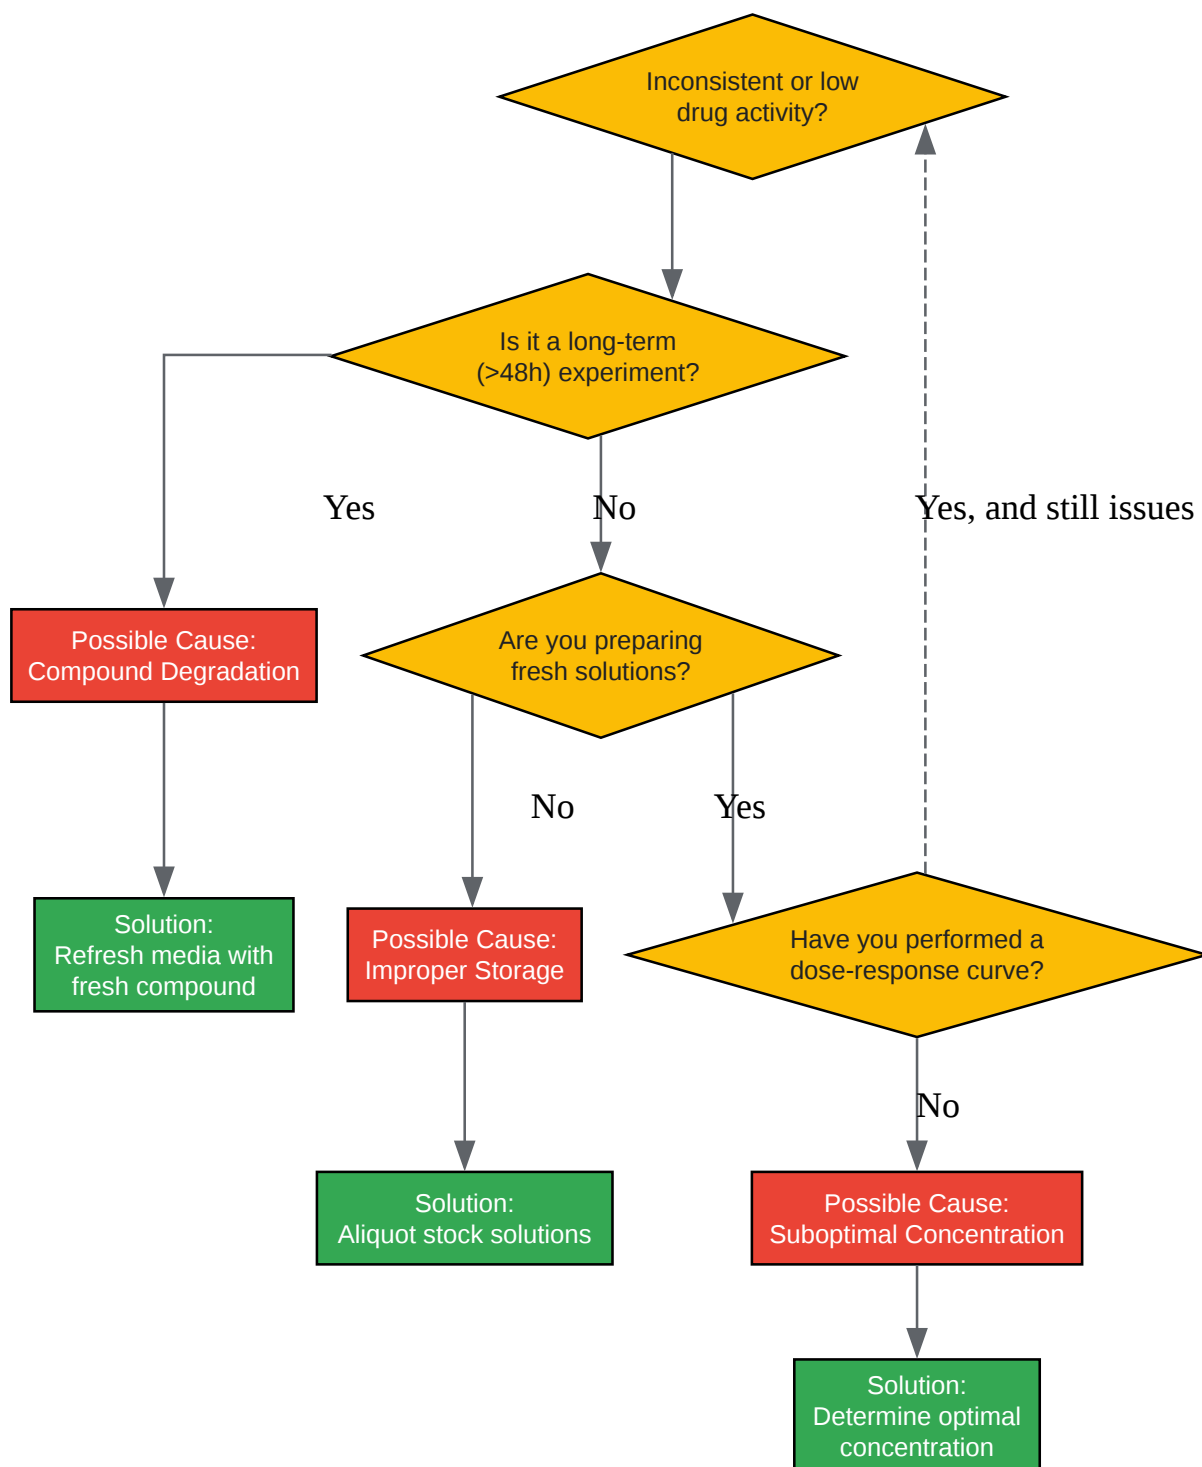 Inconsistent or low
drug activity?
Is it a long-term
(>48h) experiment?
Yes
No
Yes, and still issues
Possible Cause:
Compound Degradation
Are you preparing
fresh solutions?
No
Yes
Solution:
Refresh media with
fresh compound
Possible Cause:
Improper Storage
Have you performed a
dose-response curve?
No
Solution:
Aliquot stock solutions
Possible Cause:
Suboptimal Concentration
Solution:
Determine optimal
concentration